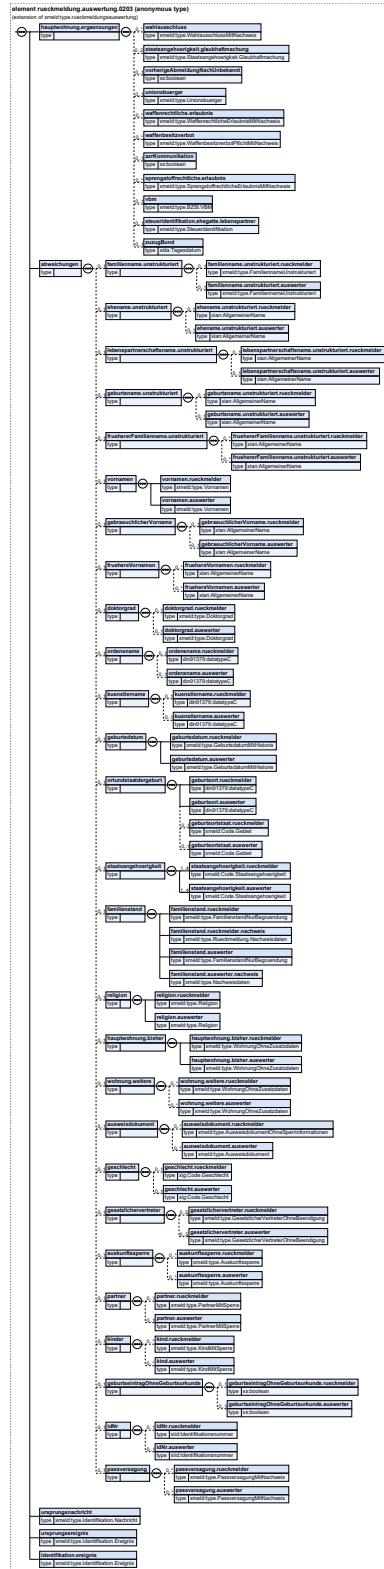 element rueckmeldung.auswertung.0203 (anonymous type)
(extension of xmeld:type.rueckmeldungsauswertung)
hauptwohnung.ergaenzungen
type
wahlausschluss
type xmeld:type.WahlausschlussMitNachweis
staatsangehoerigkeit.glaubhaftmachung
type xmeld:type.Staatsangehoerigkeit.Glaubhaftmachung
vorherigeAbmeldungNachUnbekannt
type xs:boolean
unionsbuerger
type xmeld:type.Unionsbuerger
waffenrechtliche.erlaubnis
type xmeld:type.WaffenrechtlicheErlaubnisMitNachweis
waffenbesitzverbot
type xmeld:type.WaffenbesitzverbotPflichtMitNachweis
azrKommunikation
type xs:boolean
sprengstoffrechtliche.erlaubnis
type xmeld:type.SprengstoffrechtlicheErlaubnisMitNachweis
vbm
type xmeld:type.BZSt.VBM
steueridentifikation.ehegatte.lebenspartner
type xmeld:type.Steueridentifikation
zuzugBund
type xida:Tagesdatum
abweichungen
type
familienname.unstrukturiert
type
familienname.unstrukturiert.rueckmelder
type xmeld:type.FamiliennameUnstrukturiert
familienname.unstrukturiert.auswerter
type xmeld:type.FamiliennameUnstrukturiert
ehename.unstrukturiert
type
ehename.unstrukturiert.rueckmelder
type xian:AllgemeinerName
ehename.unstrukturiert.auswerter
type xian:AllgemeinerName
lebenspartnerschaftsname.unstrukturiert
type
lebenspartnerschaftsname.unstrukturiert.rueckmelder
type xian:AllgemeinerName
lebenspartnerschaftsname.unstrukturiert.auswerter
type xian:AllgemeinerName
geburtsname.unstrukturiert
type
geburtsname.unstrukturiert.rueckmelder
type xian:AllgemeinerName
geburtsname.unstrukturiert.auswerter
type xian:AllgemeinerName
fruehererFamilienname.unstrukturiert
type
fruehererFamilienname.unstrukturiert.rueckmelder
type xian:AllgemeinerName
fruehererFamilienname.unstrukturiert.auswerter
type xian:AllgemeinerName
vornamen
type
vornamen.rueckmelder
type xmeld:type.Vornamen
vornamen.auswerter
type xmeld:type.Vornamen
gebraeuchlicherVorname
type
gebraeuchlicherVorname.rueckmelder
type xian:AllgemeinerName
gebraeuchlicherVorname.auswerter
type xian:AllgemeinerName
fruehereVornamen
type
fruehereVornamen.rueckmelder
type xian:AllgemeinerName
fruehereVornamen.auswerter
type xian:AllgemeinerName
doktorgrad
type
doktorgrad.rueckmelder
type xmeld:type.Doktorgrad
doktorgrad.auswerter
type xmeld:type.Doktorgrad
ordensname
type
ordensname.rueckmelder
type din91379:datatypeC
ordensname.auswerter
type din91379:datatypeC
kuenstlername
type
kuenstlername.rueckmelder
type din91379:datatypeC
kuenstlername.auswerter
type din91379:datatypeC
geburtsdatum
type
geburtsdatum.rueckmelder
type xmeld:type.GeburtsdatumMitHistorie
geburtsdatum.auswerter
type xmeld:type.GeburtsdatumMitHistorie
ortundstaatdergeburt
type
geburtsort.rueckmelder
type din91379:datatypeC
geburtsort.auswerter
type din91379:datatypeC
geburtsortstaat.rueckmelder
type xmeld:Code.Gebiet
geburtsortstaat.auswerter
type xmeld:Code.Gebiet
staatsangehoerigkeit
type
staatsangehoerigkeit.rueckmelder
type xmeld:Code.Staatsangehoerigkeit
staatsangehoerigkeit.auswerter
type xmeld:Code.Staatsangehoerigkeit
familienstand
type
familienstand.rueckmelder
type xmeld:type.FamilienstandNurBegruendung
familienstand.rueckmelder.nachweis
type xmeld:type.Rueckmeldung.Nachweisdaten
familienstand.auswerter
type xmeld:type.FamilienstandNurBegruendung
familienstand.auswerter.nachweis
type xmeld:type.Nachweisdaten
religion
type
religion.rueckmelder
type xmeld:type.Religion
religion.auswerter
type xmeld:type.Religion
hauptwohnung.bisher
type
hauptwohnung.bisher.rueckmelder
type xmeld:type.WohnungOhneZusatzdaten
hauptwohnung.bisher.auswerter
type xmeld:type.WohnungOhneZusatzdaten
wohnung.weitere
type
wohnung.weitere.rueckmelder
type xmeld:type.WohnungOhneZusatzdaten
wohnung.weitere.auswerter
type xmeld:type.WohnungOhneZusatzdaten
ausweisdokument
type
ausweisdokument.rueckmelder
type xmeld:type.AusweisdokumentOhneSperrinformationen
ausweisdokument.auswerter
type xmeld:type.Ausweisdokument
geschlecht
type
geschlecht.rueckmelder
type xig:Code.Geschlecht
geschlecht.auswerter
type xig:Code.Geschlecht
gesetzlichervertreter
type
gesetzlichervertreter.rueckmelder
type xmeld:type.GesetzlicherVertreterOhneBeendigung
gesetzlichervertreter.auswerter
type xmeld:type.GesetzlicherVertreterOhneBeendigung
auskunftssperre
type
auskunftssperre.rueckmelder
type xmeld:type.Auskunftssperre
auskunftssperre.auswerter
type xmeld:type.Auskunftssperre
partner
type
partner.rueckmelder
type xmeld:type.PartnerMitSperre
partner.auswerter
type xmeld:type.PartnerMitSperre
kinder
type
kind.rueckmelder
type xmeld:type.KindMitSperre
kind.auswerter
type xmeld:type.KindMitSperre
geburtseintragOhneGeburtsurkunde
type
geburtseintragOhneGeburtsurkunde.rueckmelder
type xs:boolean
geburtseintragOhneGeburtsurkunde.auswerter
type xs:boolean
idNr
type
idNr.rueckmelder
type xid:Identifikationsnummer
idNr.auswerter
type xid:Identifikationsnummer
passversagung
type
passversagung.rueckmelder
type xmeld:type.PassversagungMitNachweis
passversagung.auswerter
type xmeld:type.PassversagungMitNachweis
ursprungsnachricht
type xmeld:type.Identifikation.Nachricht
ursprungsereignis
type xmeld:type.Identifikation.Ereignis
identifikation.ereignis
type xmeld:type.Identifikation.Ereignis